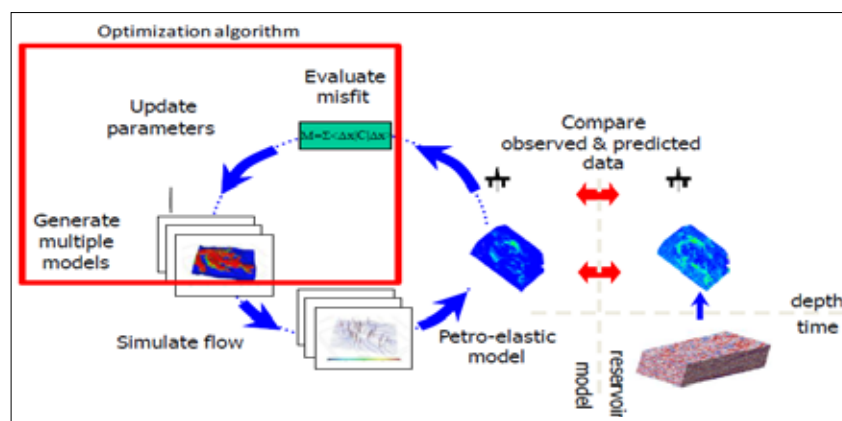 Optimization algorithm
Evaluate
misfit
Update
parameters
M=Σ<Δx|C|Δx>
Compare
observed & predicted
data
Generate
multiple
models
Simulate flow
Petro-elastic
model
depth
time
model
reservoir